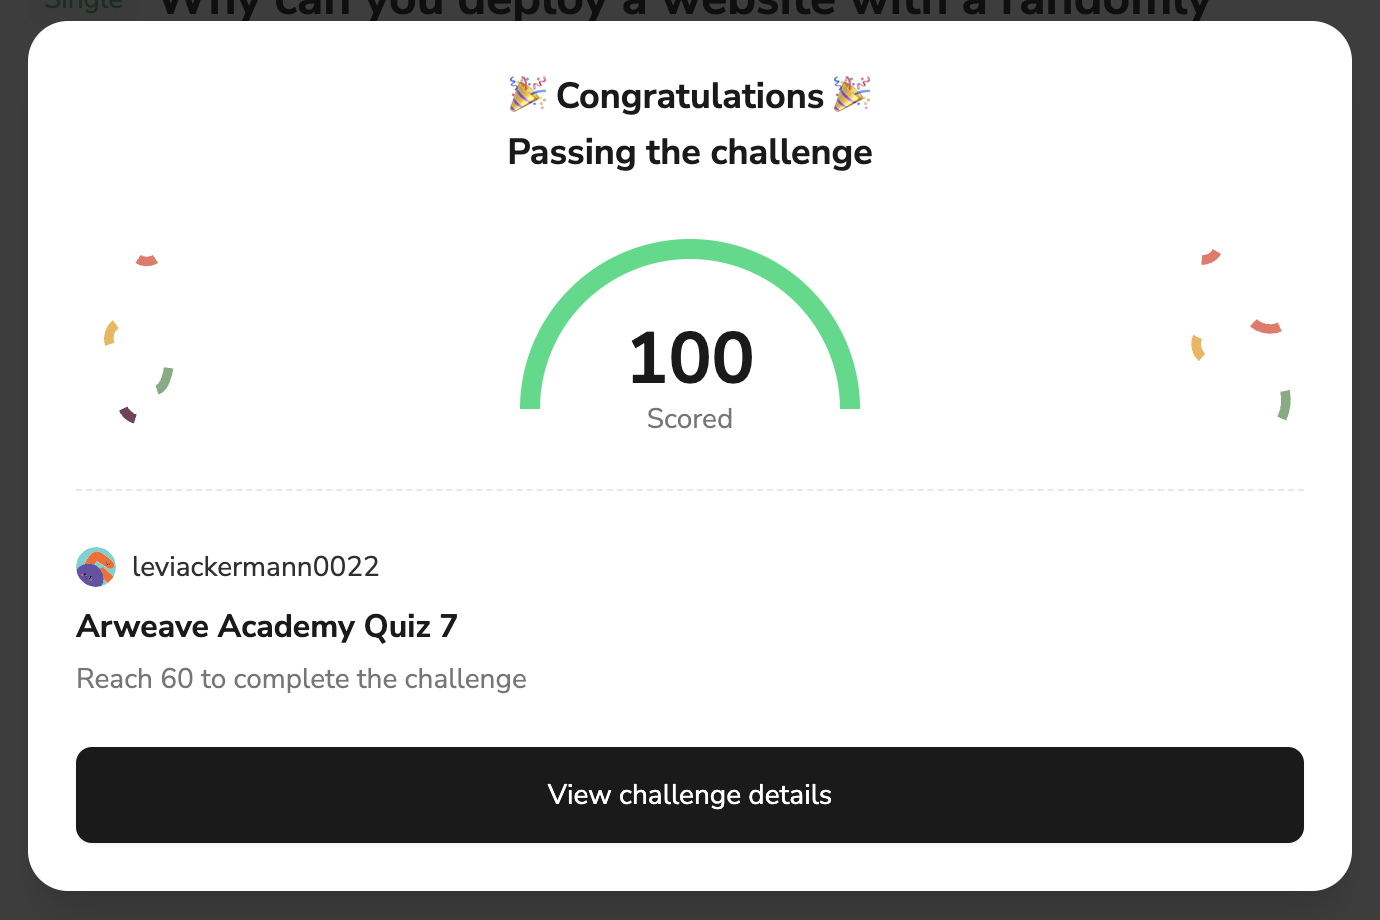 Single Why can you deploy a website with a randomly
🎉 Congratulations 🎉
Passing the challenge
100
Scored
leviackermann0022
Arweave Academy Quiz 7
Reach 60 to complete the challenge
View challenge details